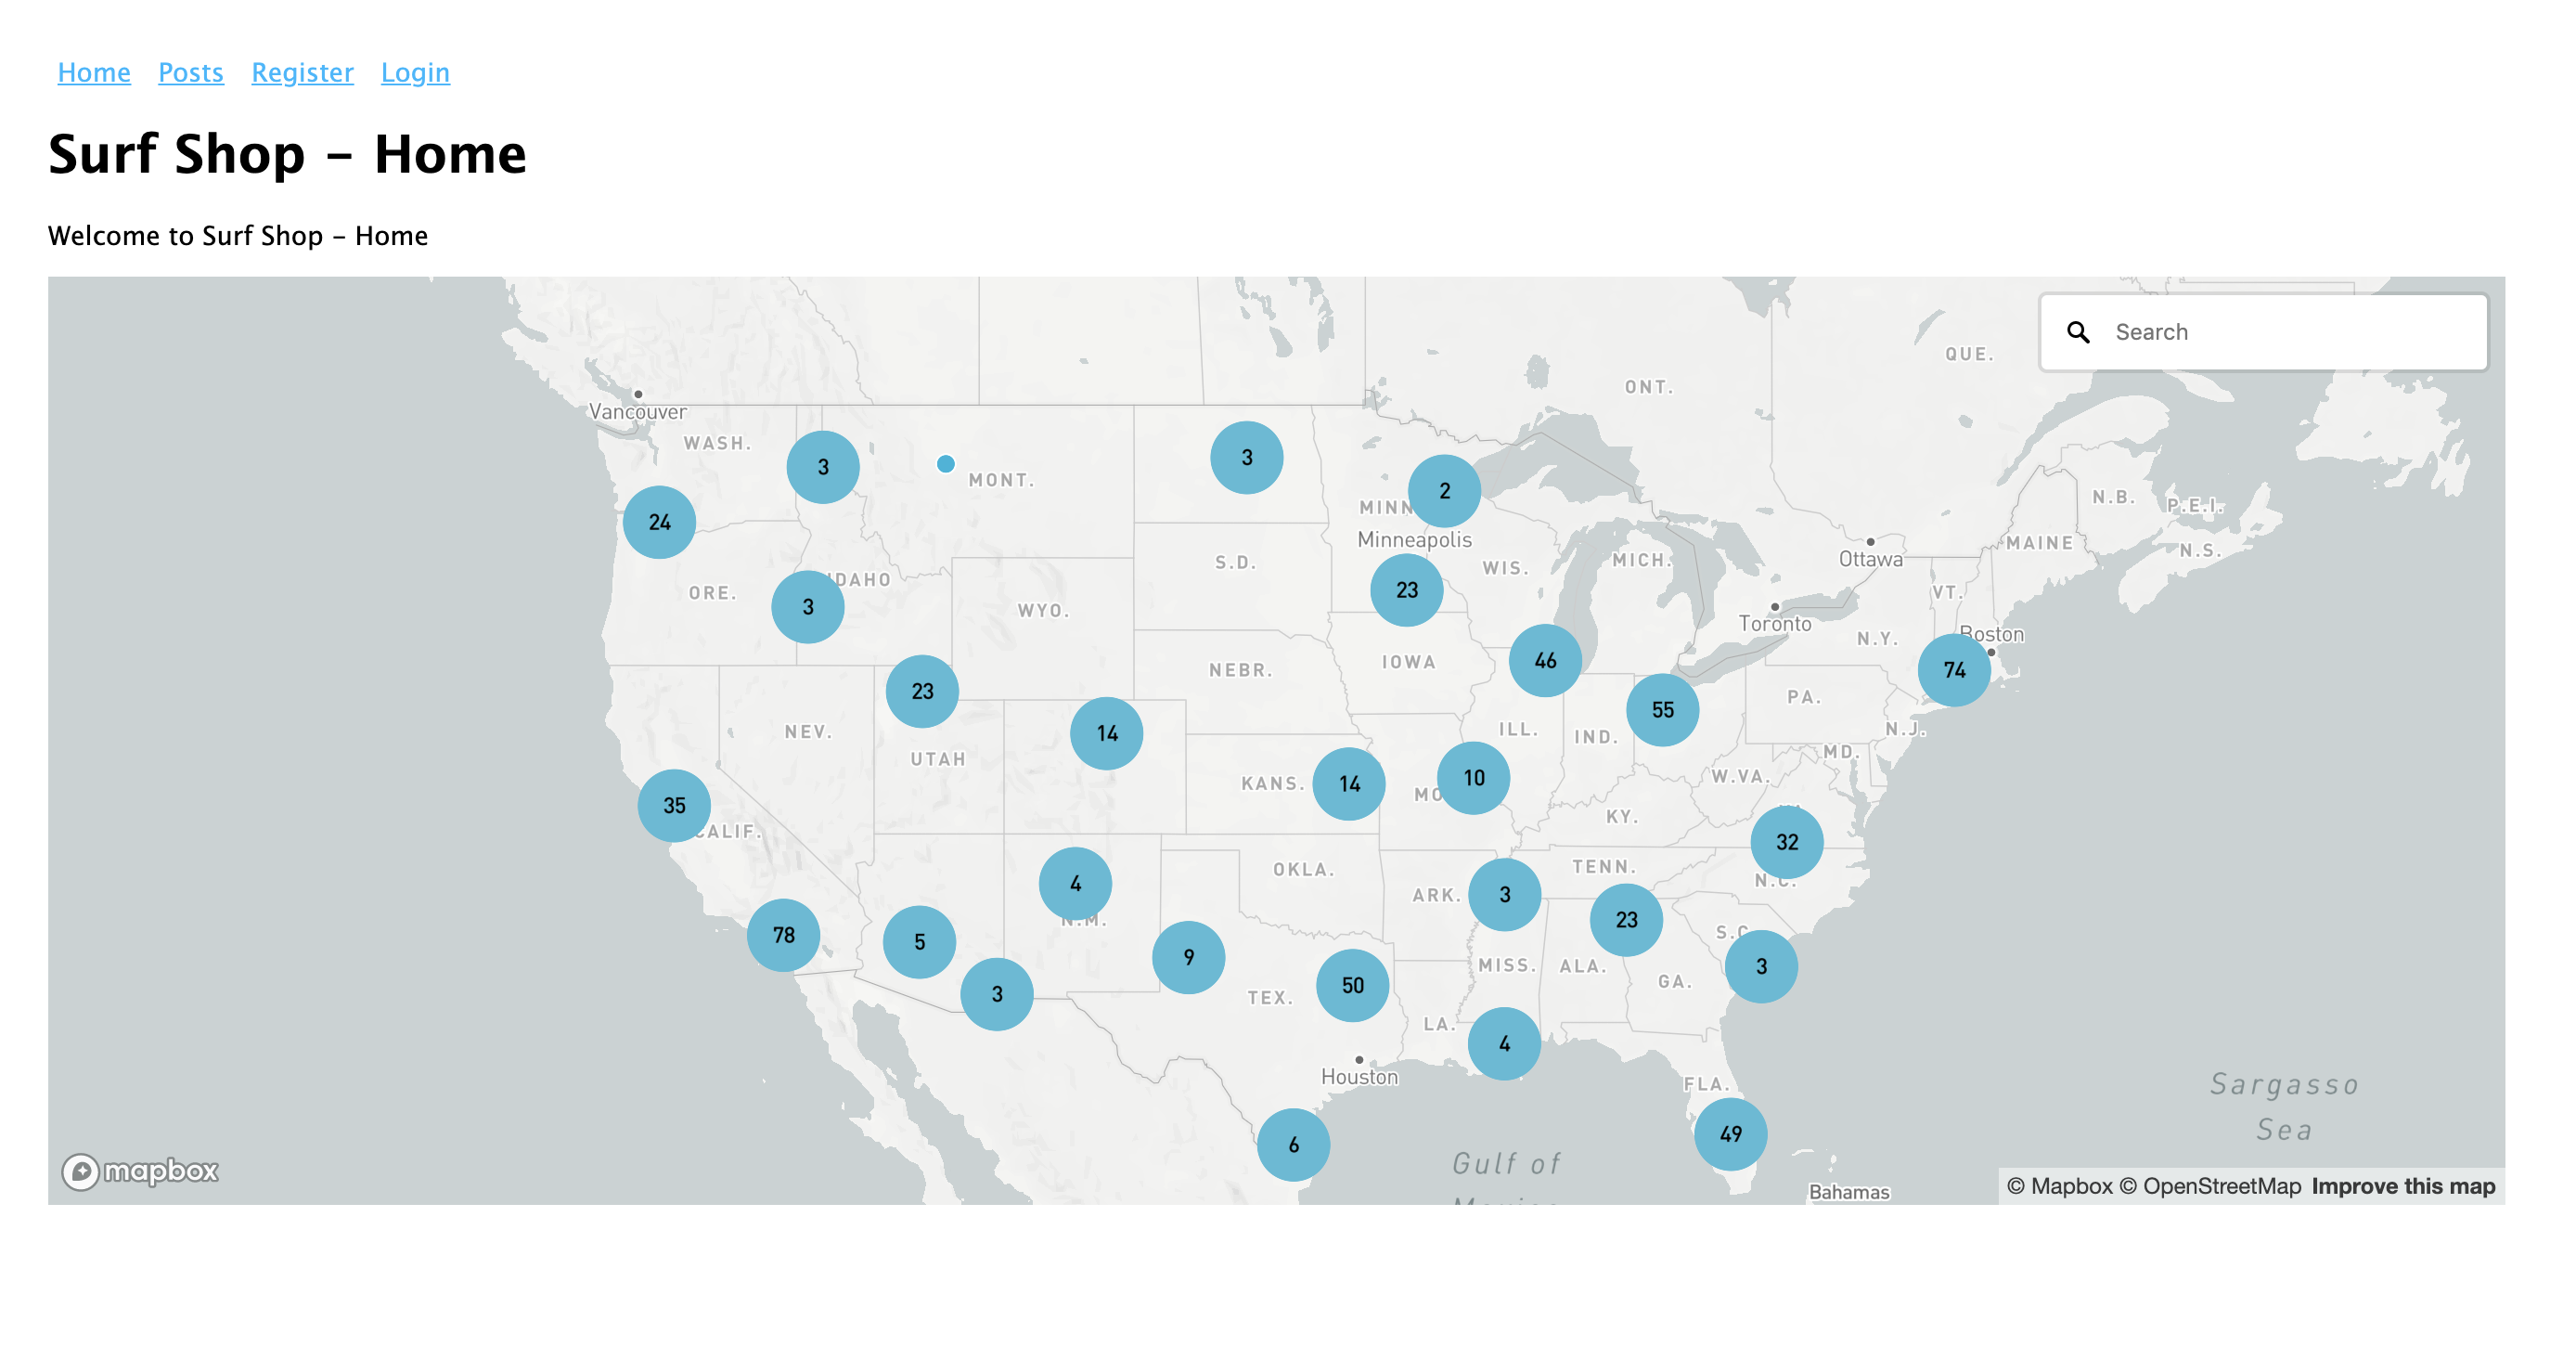 Home Posts Register Login
Surf Shop – Home
Welcome to Surf Shop – Home
Search
QUE.
ONT.
Vancouver
WASH.
3
MONT.
3
2
MINN
N.B.
P.E.I.
24
Minneapolis
MAINE
N.S.
Ottawa
S.D.
WIS.
MICH.
3
IDAHO
ORE.
23
VT.
WYO.
Toronto
N.Y.
Boston
NEBR.
IOWA
46
74
23
55
PA.
NEV.
14
ILL.
IND.
N.J.
UTAH
MD.
KANS.
14
MO
10
W.VA.
35
CALIF.
KY.
32
OKLA.
TENN.
N.C.
4
N.M.
ARK.
3
23
78
5
9
S.C
MISS.
ALA.
3
3
TEX.
50
GA.
LA.
4
Houston
FLA.
Sargasso
Sea
6
49
Gulf of
mapbox
Bahamas
© Mapbox © OpenStreetMap Improve this map